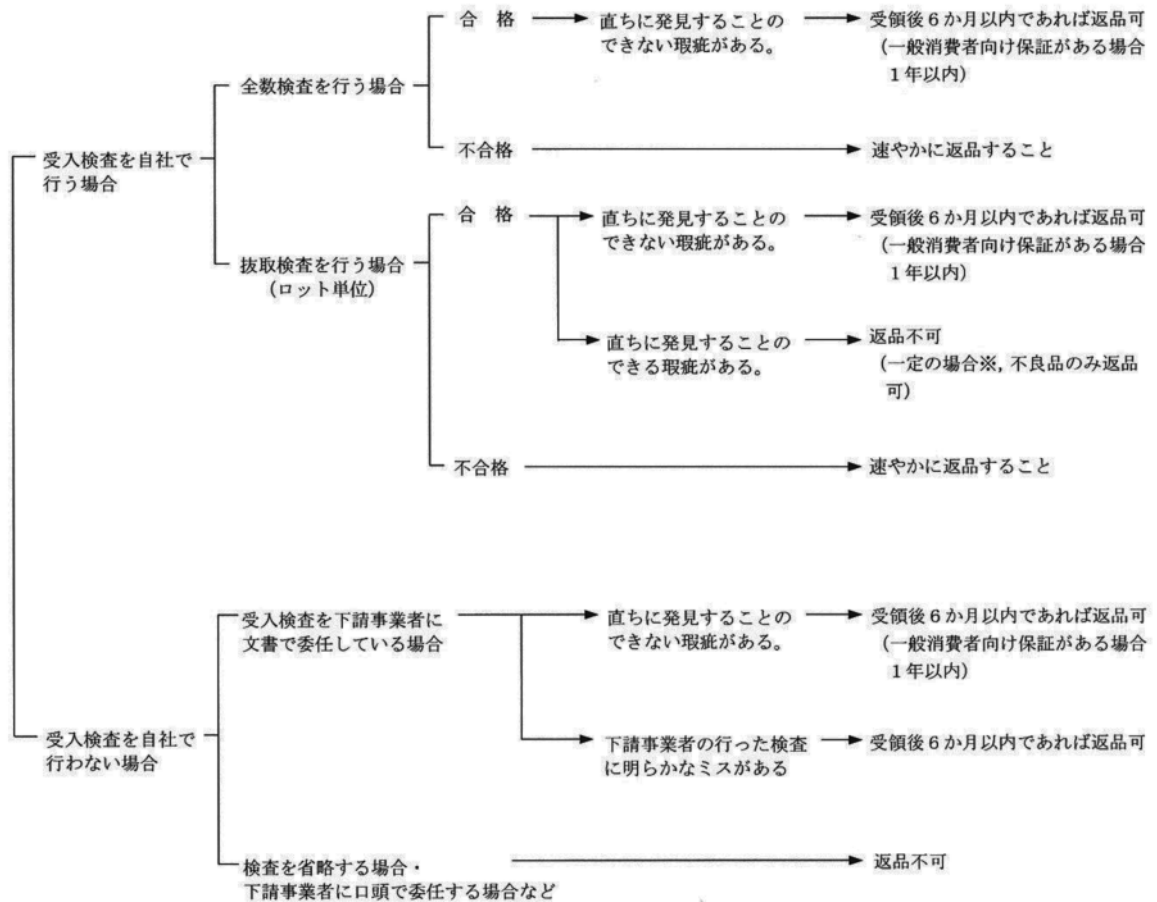 合　格
直ちに発見することの
できない瑕疵がある。
受領後６か月以内であれば返品可
(一般消費者向け保証がある場合
１年以内)
全数検査を行う場合
不合格
速やかに返品すること
受入検査を自社で
行う場合
合　格
直ちに発見することの
できない瑕疵がある。
受領後６か月以内であれば返品可
(一般消費者向け保証がある場合
１年以内)
抜取検査を行う場合
(ロット単位)
直ちに発見することの
できる瑕疵がある。
返品不可
(一定の場合※, 不良品のみ返品
可)
不合格
速やかに返品すること
受入検査を下請事業者に
文書で委任している場合
直ちに発見することの
できない瑕疵がある。
受領後６か月以内であれば返品可
(一般消費者向け保証がある場合
１年以内)
受入検査を自社で
行わない場合
下請事業者の行った検査
に明らかなミスがある
受領後６か月以内であれば返品可
検査を省略する場合・
下請事業者に口頭で委任する場合など
返品不可